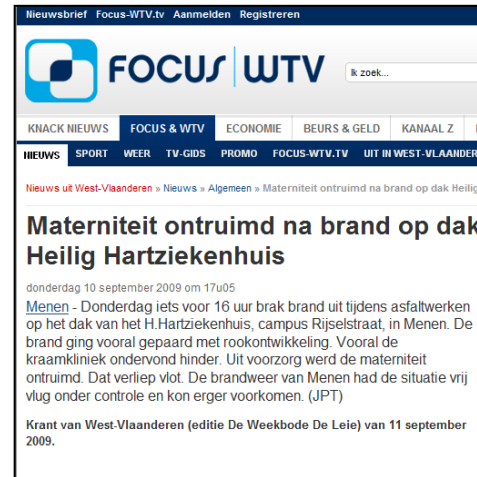 Nieuwsbrief Focus-WTV.tv Aanmelden Registreren
FOCUS WTV
Ik zoek...
KNACK NIEUWS FOCUS & WTV ECONOMIE BEURS & GELD KANAAL Z
NIEUWS SPORT WEER TV-GIDS PROMO FOCUS-WTV.TV UIT IN WEST-VLAANDER
Nieuws uit West-Vlaanderen » Nieuws » Algemeen » Materniteit ontruimd na brand op dak Heilig
Materniteit ontruimd na brand op dak
Heilig Hartziekenhuis
donderdag 10 september 2009 om 17u05
Menen - Donderdag iets voor 16 uur brak brand uit tijdens asfaltwerken
op het dak van het H.Hartziekenhuis, campus Rijselstraat, in Menen. De
brand ging vooral gepaard met rookontwikkeling. Vooral de
kraamkliniek ondervond hinder. Uit voorzorg werd de materniteit
ontruimd. Dat verliep vlot. De brandweer van Menen had de situatie vrij
vlug onder controle en kon erger voorkomen. (JPT)
Krant van West-Vlaanderen (editie De Weekbode De Leie) van 11 september
2009.